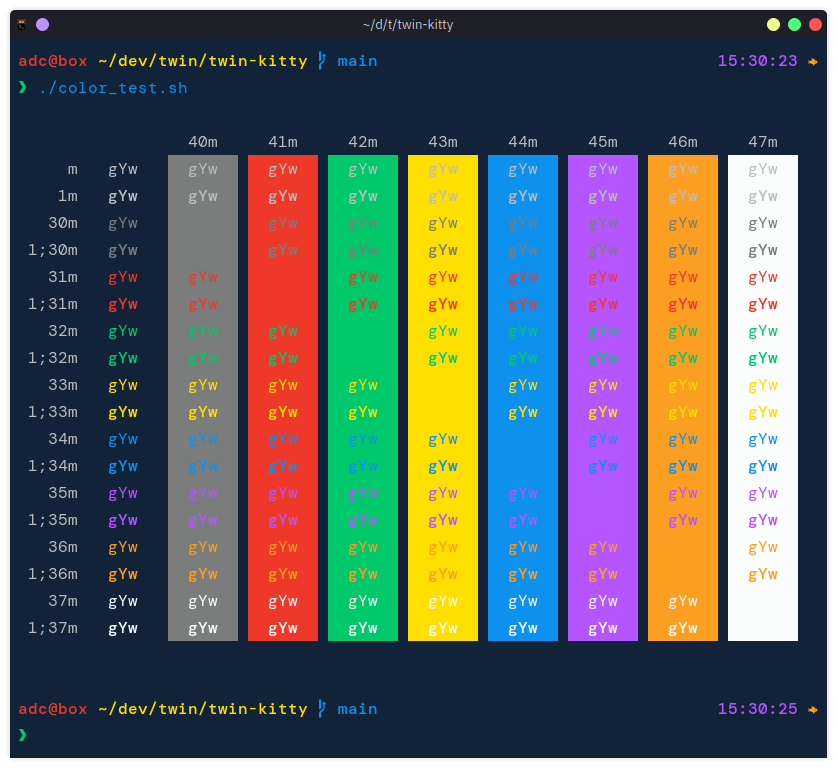 ~/d/t/twin-kitty
adc@box ~/dev/twin/twin-kitty main 15:30:23
❯ ./color_test.sh
40m 41m 42m 43m 44m 45m 46m 47m
m gYw gYw gYw gYw gYw gYw gYw gYw gYw
1m gYw gYw gYw gYw gYw gYw gYw gYw gYw
30m gYw gYw gYw gYw gYw gYw gYw gYw
1;30m gYw gYw gYw gYw gYw gYw gYw gYw
31m gYw gYw gYw gYw gYw gYw gYw gYw
1;31m gYw gYw gYw gYw gYw gYw gYw gYw
32m gYw gYw gYw gYw gYw gYw gYw gYw
1;32m gYw gYw gYw gYw gYw gYw gYw gYw
33m gYw gYw gYw gYw gYw gYw gYw gYw
1;33m gYw gYw gYw gYw gYw gYw gYw gYw
34m gYw gYw gYw gYw gYw gYw gYw gYw
1;34m gYw gYw gYw gYw gYw gYw gYw gYw
35m gYw gYw gYw gYw gYw gYw gYw gYw
1;35m gYw gYw gYw gYw gYw gYw gYw gYw
36m gYw gYw gYw gYw gYw gYw gYw gYw
1;36m gYw gYw gYw gYw gYw gYw gYw gYw
37m gYw gYw gYw gYw gYw gYw gYw gYw
1;37m gYw gYw gYw gYw gYw gYw gYw gYw
adc@box ~/dev/twin/twin-kitty main 15:30:25
❯